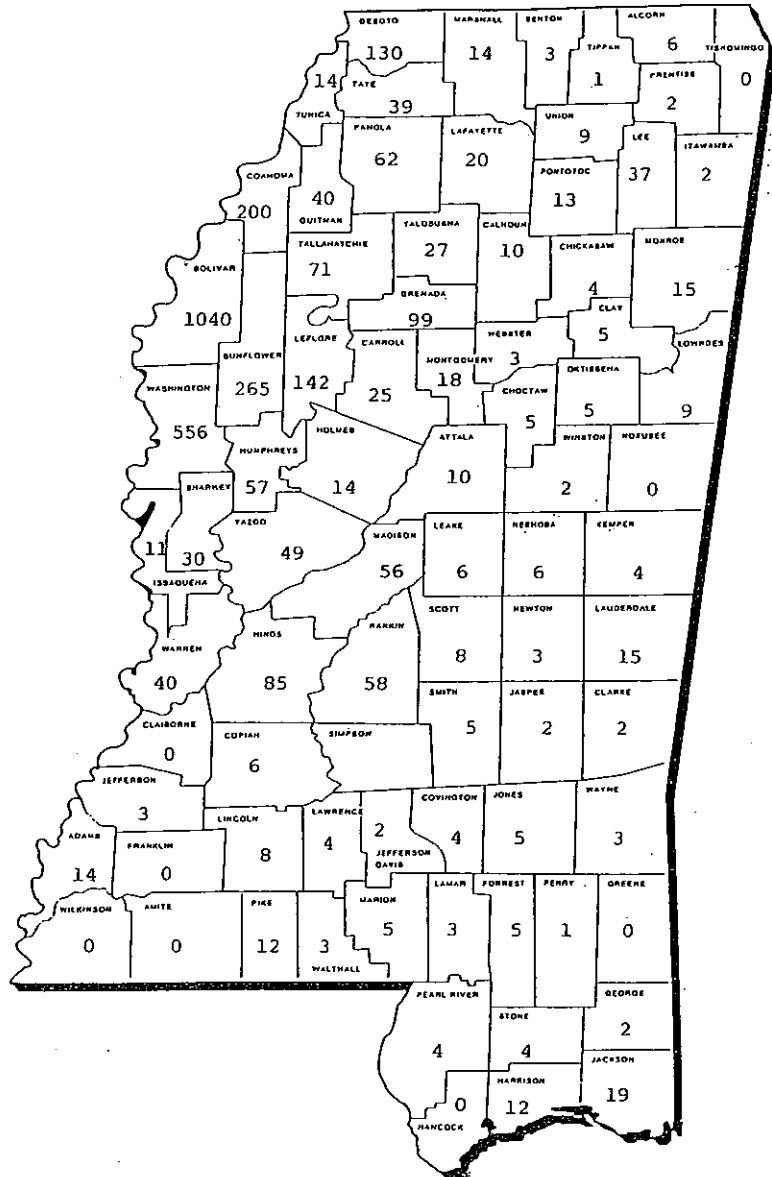 DESOTO 130
MARSHALL 14
BENTON 3
TIPPAH 1
ALCORN 6
TISHOMINGO 0
PRENTISS 2
14 TUNICA
TATE 39
PANOLA 62
LAFAYETTE 20
UNION 9
LEE 37
ITAWAMBA 2
PONTOTOC 13
COAHOMA 200
40 QUITMAN
TALLAHATCHIE 71
YALOBUSHA 27
CALHOUN 10
CHICKASAW 4
MONROE 15
BOLIVAR 1040
SUNFLOWER 265
LEFLORE 142
GRENADA 99
CARROLL 25
MONTGOMERY 18
WEBSTER 3
CLAY 5
LOWNDES 9
OKTIBBEHA 5
CHOCTAW 5
WASHINGTON 556
HUMPHREYS 57
HOLMES 14
ATTALA 10
WINSTON 2
NOXUBEE 0
SHARKEY 30
11 ISSAQUENA
YAZOO 49
MADISON 56
LEAKE 6
NESHOBA 6
KEMPER 4
WARREN 40
HINDS 85
RANKIN 58
SCOTT 8
NEWTON 3
LAUDERDALE 15
SMITH 5
JASPER 2
CLARKE 2
CLAIBORNE 0
COPIAH 6
SIMPSON
JEFFERSON 3
LINCOLN 8
LAWRENCE 4
2 JEFFERSON DAVIS
COVINGTON 4
JONES 5
WAYNE 3
ADAMS 14
FRANKLIN 0
WILKINSON 0
AMITE 0
PIKE 12
3 WALTHALL
MARION 5
LAMAR 3
FORREST 5
PERRY 1
GREENE 0
PEARL RIVER 4
STONE 4
GEORGE 2
0 HANCOCK
HARRISON 12
JACKSON 19